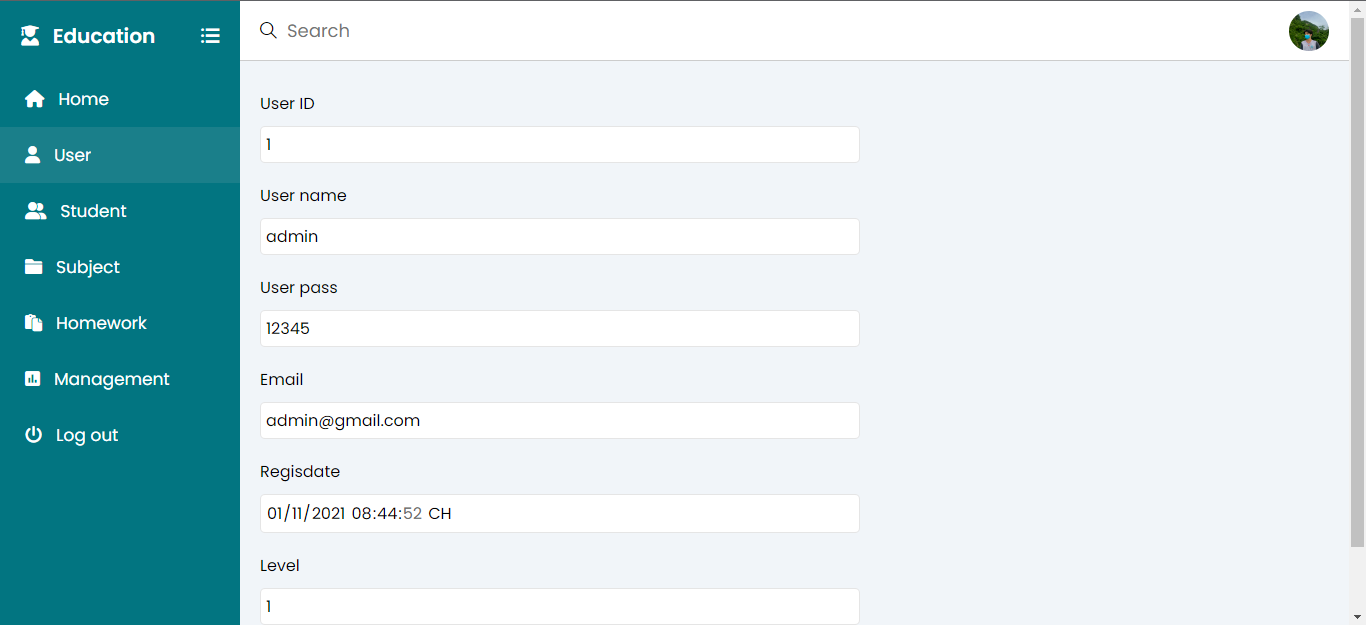 Education
Search
Home
User
Student
Subject
Homework
Management
Log out
User ID
1
User name
admin
User pass
12345
Email
admin@gmail.com
Regisdate
01/11/2021 08:44:52 CH
Level
1